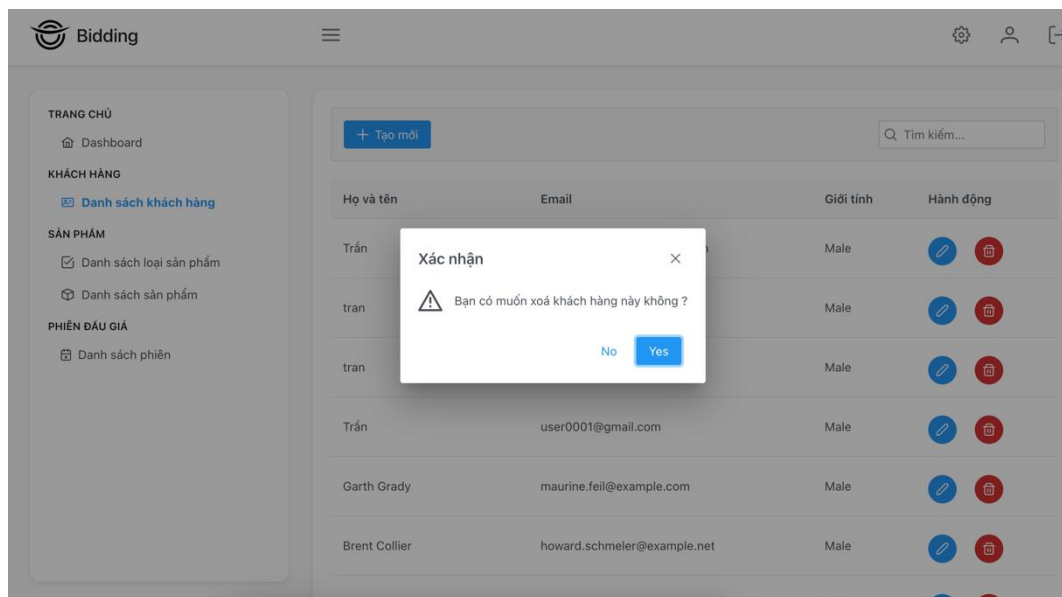 Bidding
TRANG CHỦ
Dashboard
KHÁCH HÀNG
Danh sách khách hàng
SẢN PHẨM
Danh sách loại sản phẩm
Danh sách sản phẩm
PHIÊN ĐẤU GIÁ
Danh sách phiên
Tạo mới
Tìm kiếm...
Họ và tên Email Giới tính Hành động
Trần Male
tran Male
tran Male
Trần user0001@gmail.com Male
Garth Grady maurine.feil@example.com Male
Brent Collier howard.schmeler@example.net Male
Xác nhận
Bạn có muốn xoá khách hàng này không ?
No Yes